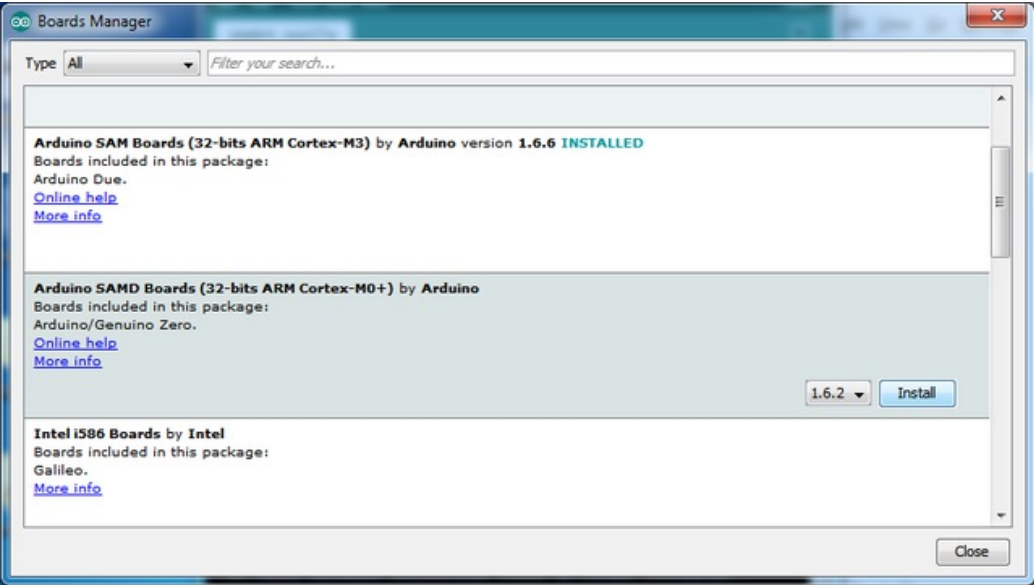 Boards Manager
Type All Filter your search...
Arduino SAM Boards (32-bits ARM Cortex-M3) by Arduino version 1.6.6 INSTALLED
Boards included in this package:
Arduino Due.
Online help
More info
Arduino SAMD Boards (32-bits ARM Cortex-M0+) by Arduino
Boards included in this package:
Arduino/Genuino Zero.
Online help
More info
1.6.2 Install
Intel i586 Boards by Intel
Boards included in this package:
Galileo.
More info
Close